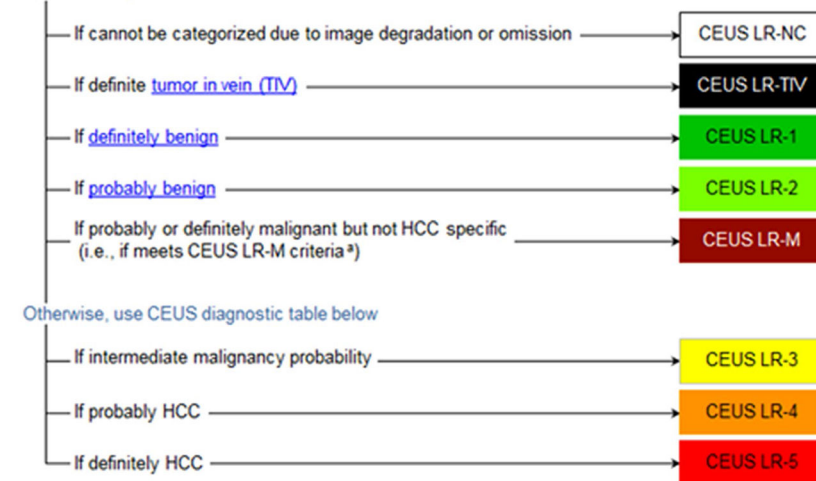 If cannot be categorized due to image degradation or omission CEUS LR-NC
If definite tumor in vein (TIV) CEUS LR-TIV
If definitely benign CEUS LR-1
If probably benign CEUS LR-2
If probably or definitely malignant but not HCC specific
(i.e., if meets CEUS LR-M criteria ª) CEUS LR-M
Otherwise, use CEUS diagnostic table below
If intermediate malignancy probability CEUS LR-3
If probably HCC CEUS LR-4
If definitely HCC CEUS LR-5